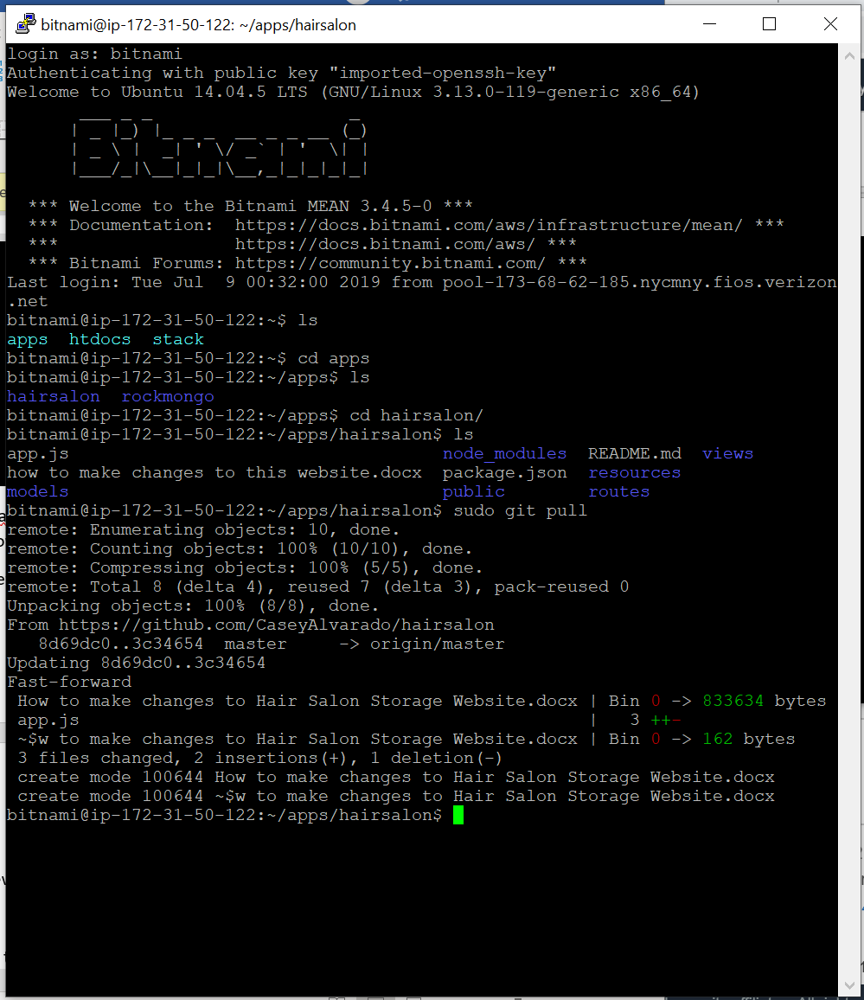 bitnami@ip-172-31-50-122: ~/apps/hairsalon
login as: bitnami
Authenticating with public key "imported-openssh-key"
Welcome to Ubuntu 14.04.5 LTS (GNU/Linux 3.13.0-119-generic x86_64)
       ___ _ _                   _
      | _ |_) |_ _ _  __ _ _ __ (_)
      | _ \ |  _| ' \/ _` | '  \| |
      |___/_|\__|_|_|\__,_|_|_|_|_|
  *** Welcome to the Bitnami MEAN 3.4.5-0 ***
  *** Documentation:  https://docs.bitnami.com/aws/infrastructure/mean/ ***
  ***                 https://docs.bitnami.com/aws/ ***
  *** Bitnami Forums: https://community.bitnami.com/ ***
Last login: Tue Jul  9 00:32:00 2019 from pool-173-68-62-185.nycmny.fios.verizon
.net
bitnami@ip-172-31-50-122:~$ ls
apps  htdocs  stack
bitnami@ip-172-31-50-122:~$ cd apps
bitnami@ip-172-31-50-122:~/apps$ ls
hairsalon  rockmongo
bitnami@ip-172-31-50-122:~/apps$ cd hairsalon/
bitnami@ip-172-31-50-122:~/apps/hairsalon$ ls
app.js                                    node_modules  README.md  views
how to make changes to this website.docx  package.json  resources
models                                    public        routes
bitnami@ip-172-31-50-122:~/apps/hairsalon$ sudo git pull
remote: Enumerating objects: 10, done.
remote: Counting objects: 100% (10/10), done.
remote: Compressing objects: 100% (5/5), done.
remote: Total 8 (delta 4), reused 7 (delta 3), pack-reused 0
Unpacking objects: 100% (8/8), done.
From https://github.com/CaseyAlvarado/hairsalon
   8d69dc0..3c34654  master     -> origin/master
Updating 8d69dc0..3c34654
Fast-forward
 How to make changes to Hair Salon Storage Website.docx | Bin 0 -> 833634 bytes
 app.js                                                 |   3 ++-
 ~$w to make changes to Hair Salon Storage Website.docx | Bin 0 -> 162 bytes
 3 files changed, 2 insertions(+), 1 deletion(-)
 create mode 100644 How to make changes to Hair Salon Storage Website.docx
 create mode 100644 ~$w to make changes to Hair Salon Storage Website.docx
bitnami@ip-172-31-50-122:~/apps/hairsalon$